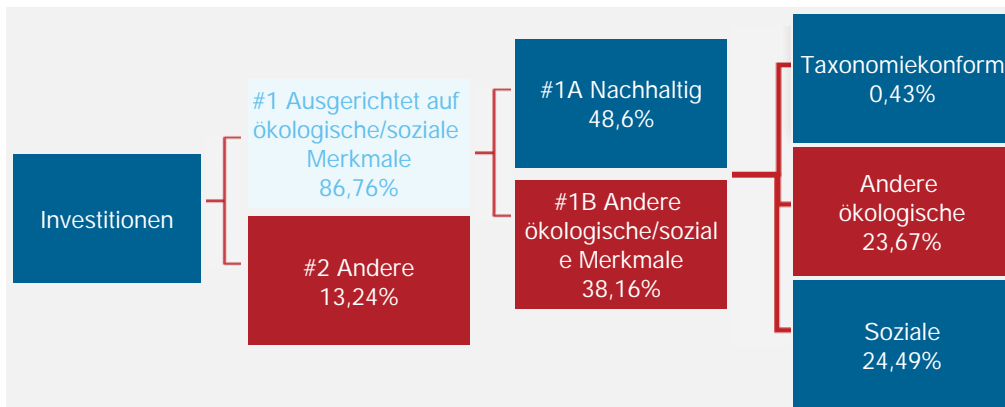 Investitionen
#1 Ausgerichtet auf
ökologische/soziale
Merkmale
86,76%
#2 Andere
13,24%
#1A Nachhaltig
48,6%
#1B Andere
ökologische/sozial
e Merkmale
38,16%
Taxonomiekonform
0,43%
Andere
ökologische
23,67%
Soziale
24,49%